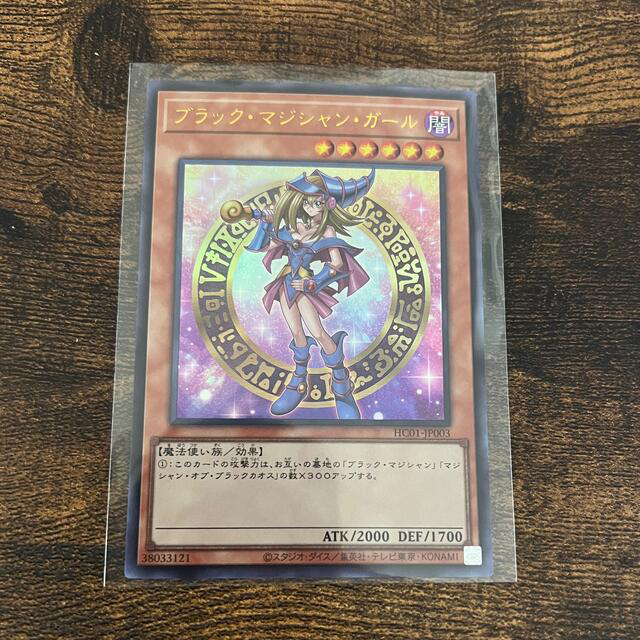 ブラック・マジシャン・ガール 闇
HC01-JP003
【魔法使い族/効果】
①:このカードの攻撃力は、お互いの墓地の「ブラック・マジシャン」「マジ
シャン・オブ・ブラックカオス」の数×300アップする。
ATK/2000 DEF/1700
38033121 ©スタジオ・ダイス/集英社・テレビ東京・KONAMI